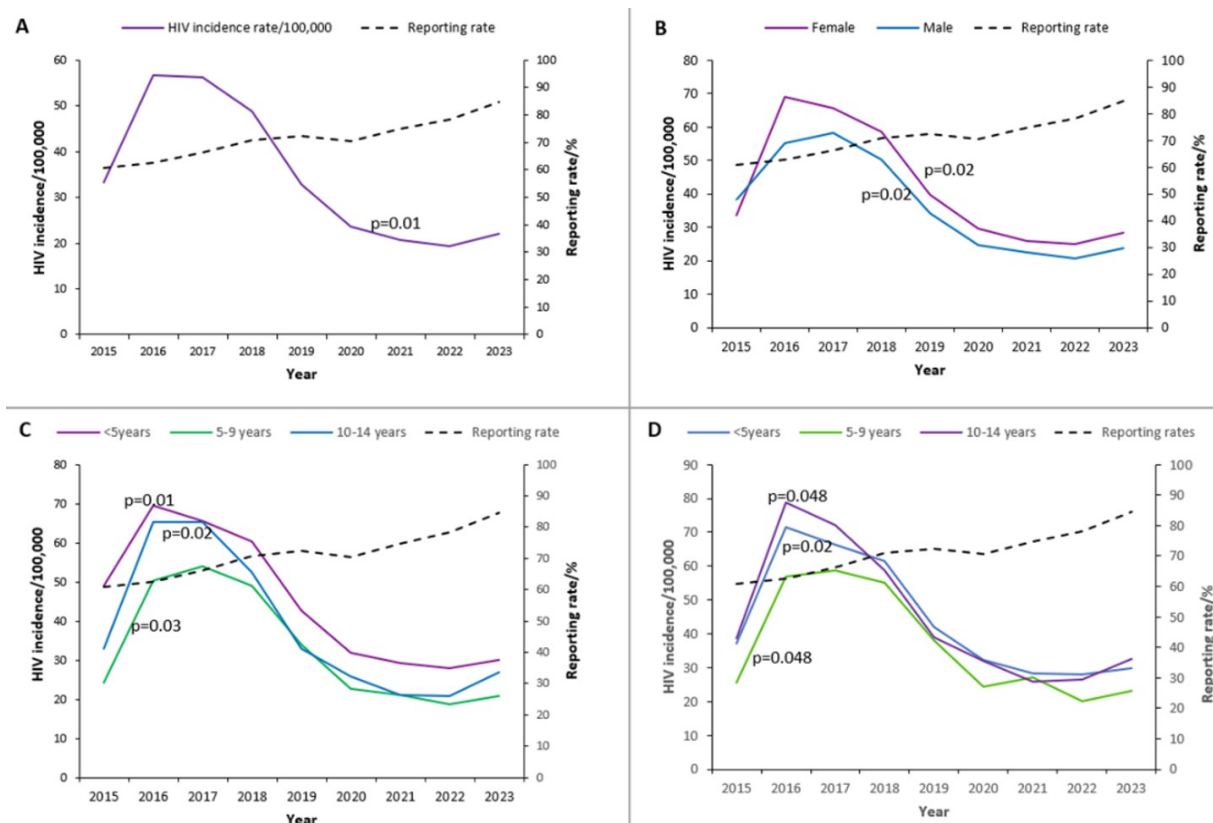 A
HIV incidence rate/100,000 Reporting rate
60
50
40
30
20
10
0
HIV incidence/100,000
100
90
80
70
60
50
40
30
20
10
0
Reporting rate/%
p=0.01
2015 2016 2017 2018 2019 2020 2021 2022 2023
Year
B
Female Male Reporting rate
80
70
60
50
40
30
20
10
0
HIV incidence/100,000
100
90
80
70
60
50
40
30
20
10
0
Reporting rate/%
p=0.02
p=0.02
2015 2016 2017 2018 2019 2020 2021 2022 2023
Year
C
<5years 5-9 years 10-14 years Reporting rate
80
70
60
50
40
30
20
10
0
HIV incidence/100,000
100
90
80
70
60
50
40
30
20
10
0
Reporting rate/%
p=0.01
p=0.02
p=0.03
2015 2016 2017 2018 2019 2020 2021 2022 2023
Year
D
<5years 5-9 years 10-14 years Reporting rates
90
80
70
60
50
40
30
20
10
0
HIV incidence/100,000
100
90
80
70
60
50
40
30
20
10
0
Reporting rate/%
p=0.048
p=0.02
p=0.048
2015 2016 2017 2018 2019 2020 2021 2022 2023
Year